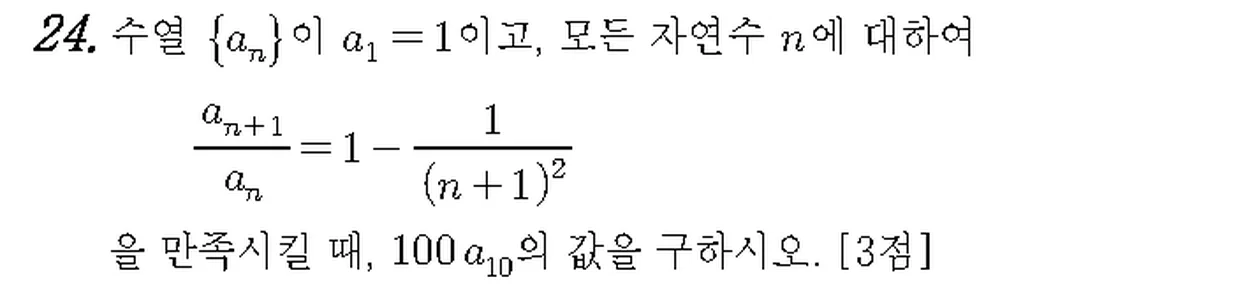 24. 수열 {aₙ}이 a₁ = 1이고, 모든 자연수 n에 대하여
aₙ₊₁/aₙ = 1 − 1/(n+1)²
을 만족시킬 때, 100a₁₀의 값을 구하시오. [3점]